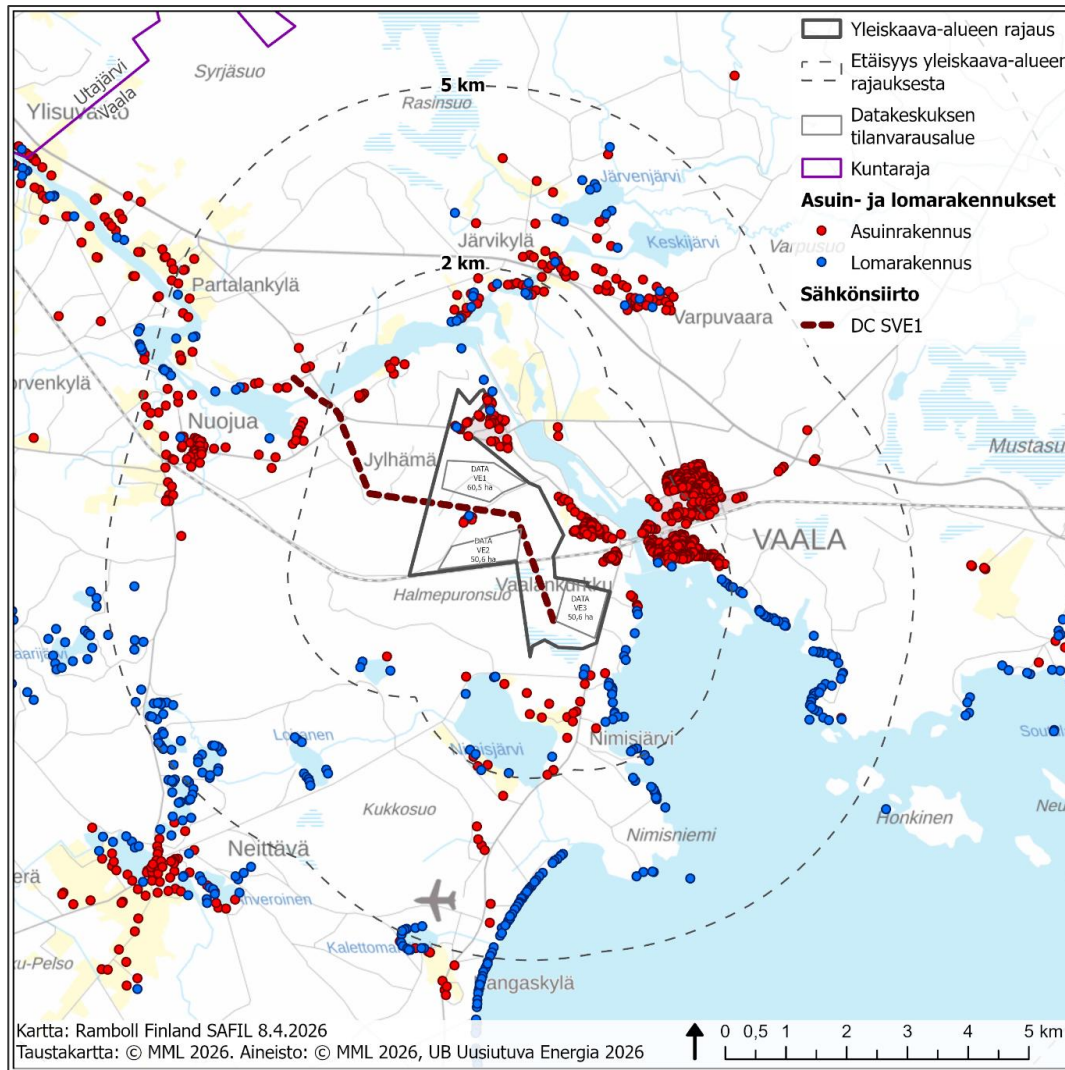 Yleiskaava-alueen rajaus
Etäisyys yleiskaava-alueen
rajauksesta
Datakeskuksen
tilanvarausalue
Kuntaraja
Asuin- ja lomarakennukset
Asuinrakennus
Lomarakennus
Sähkönsiirto
DC SVE1
Syrjäsuo
Utajärvi
Vaala
5 km
Rasinsuo
Järvenjärvi
Järvikylä
Keskijärvi
Varpusuo
2 km
Partalankylä
Varpuvaara
Nuojua
Jylhämä
DATA
VE1
60,5 ha
VAALA
DATA
VE2
50,6 ha
Vaalankurkku
Halmepuronsuo
DATA
VE3
50,6 ha
Nimisjärvi
Nimisjärvi
Kukkosuo
Nimisniemi
Honkinen
Neittävä
Kartta: Ramboll Finland SAFIL 8.4.2026
Taustakartta: © MML 2026. Aineisto: © MML 2026, UB Uusiutuva Energia 2026
0 0,5 1 2 3 4 5 km